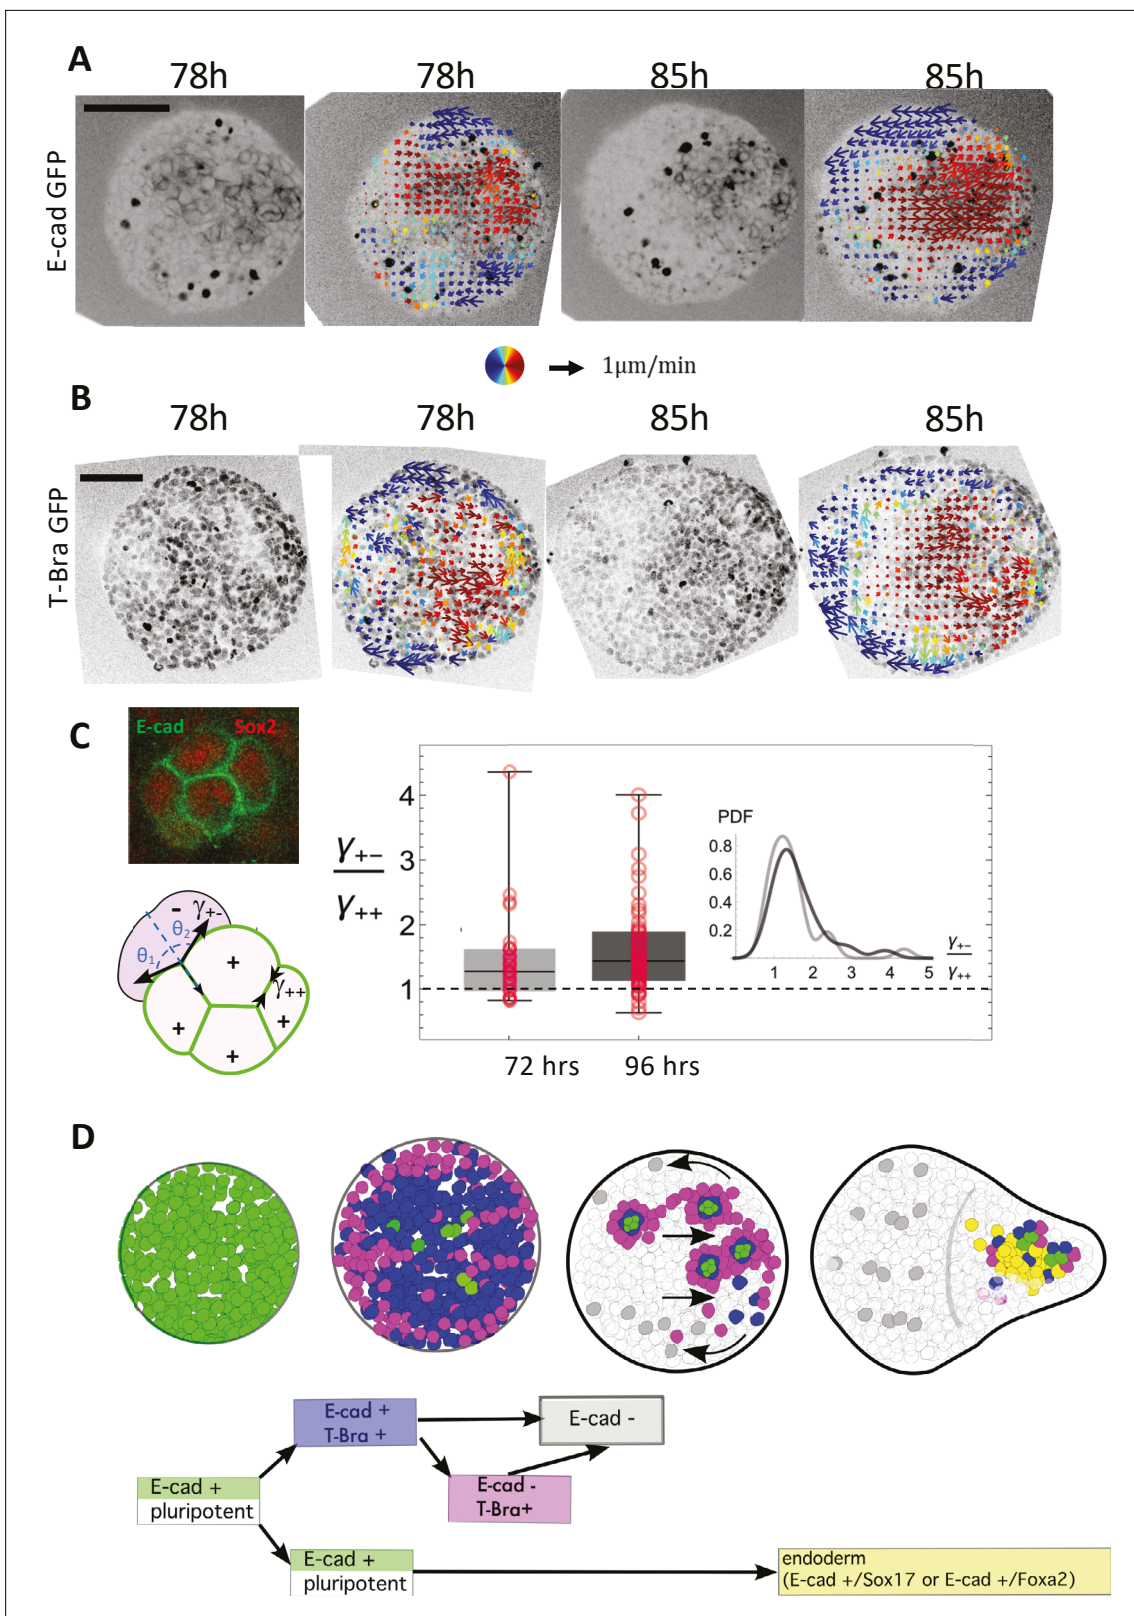 A
78h 78h 85h 85h
E-cad GFP
1µm/min
B
78h 78h 85h 85h
T-Bra GFP
C
E-cad Sox2
- γ+-
θ1 θ2
+
γ++
+ +
+
γ+-
γ++
4
3
2
1
72 hrs 96 hrs
PDF
0.8
0.6
0.4
0.2
1 2 3 4 5
γ+-
γ++
D
E-cad +
T-Bra +
E-cad -
E-cad -
T-Bra+
E-cad +
pluripotent
E-cad +
pluripotent
endoderm
(E-cad +/Sox17 or E-cad +/Foxa2)